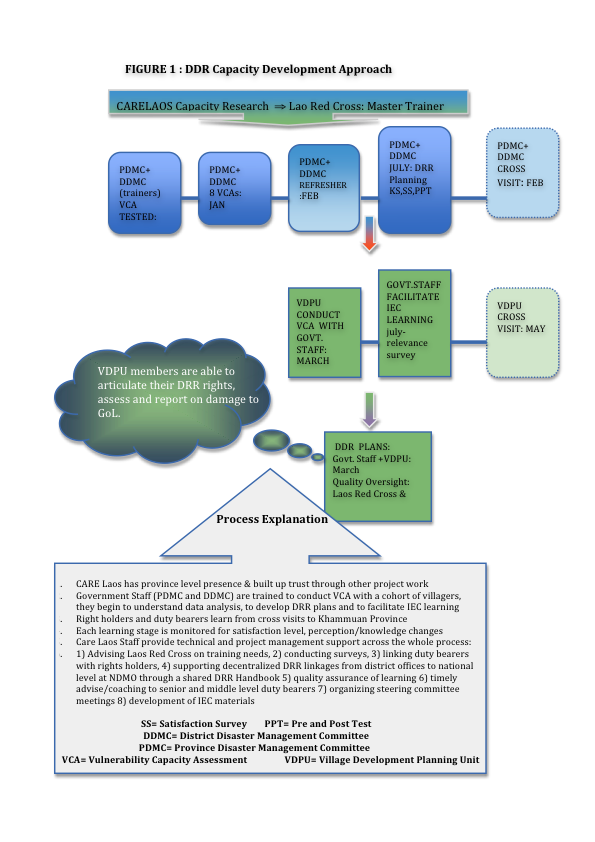 FIGURE 1 : DDR Capacity Development Approach
CARELAOS Capacity Research ⇒ Lao Red Cross: Master Trainer
PDMC+
DDMC
(trainers)
VCA
TESTED:
PDMC+
DDMC
8 VCAs:
JAN
PDMC+
DDMC
REFRESHER
:FEB
PDMC+
DDMC
JULY: DRR
Planning
KS,SS,PPT
PDMC+
DDMC
CROSS
VISIT: FEB
VDPU
CONDUCT
VCA WITH
GOVT.
STAFF:
MARCH
GOVT.STAFF
FACILITATE
IEC
LEARNING
july-
relevance
survey
VDPU
CROSS
VISIT: MAY
VDPU members are able to
articulate their DRR rights,
assess and report on damage to
GoL.
DDR PLANS:
Govt. Staff +VDPU:
March
Quality Oversight:
Laos Red Cross &
Process Explanation
. CARE Laos has province level presence & built up trust through other project work
. Government Staff (PDMC and DDMC) are trained to conduct VCA with a cohort of villagers,
they begin to understand data analysis, to develop DRR plans and to facilitate IEC learning
. Right holders and duty bearers learn from cross visits to Khammuan Province
. Each learning stage is monitored for satisfaction level, perception/knowledge changes
. Care Laos Staff provide technical and project management support across the whole process:
. 1) Advising Laos Red Cross on training needs, 2) conducting surveys, 3) linking duty bearers
with rights holders, 4) supporting decentralized DRR linkages from district offices to national
level at NDMO through a shared DRR Handbook 5) quality assurance of learning 6) timely
advise/coaching to senior and middle level duty bearers 7) organizing steering committee
meetings 8) development of IEC materials
SS= Satisfaction Survey PPT= Pre and Post Test
DDMC= District Disaster Management Committee
PDMC= Province Disaster Management Committee
VCA= Vulnerability Capacity Assessment VDPU= Village Development Planning Unit